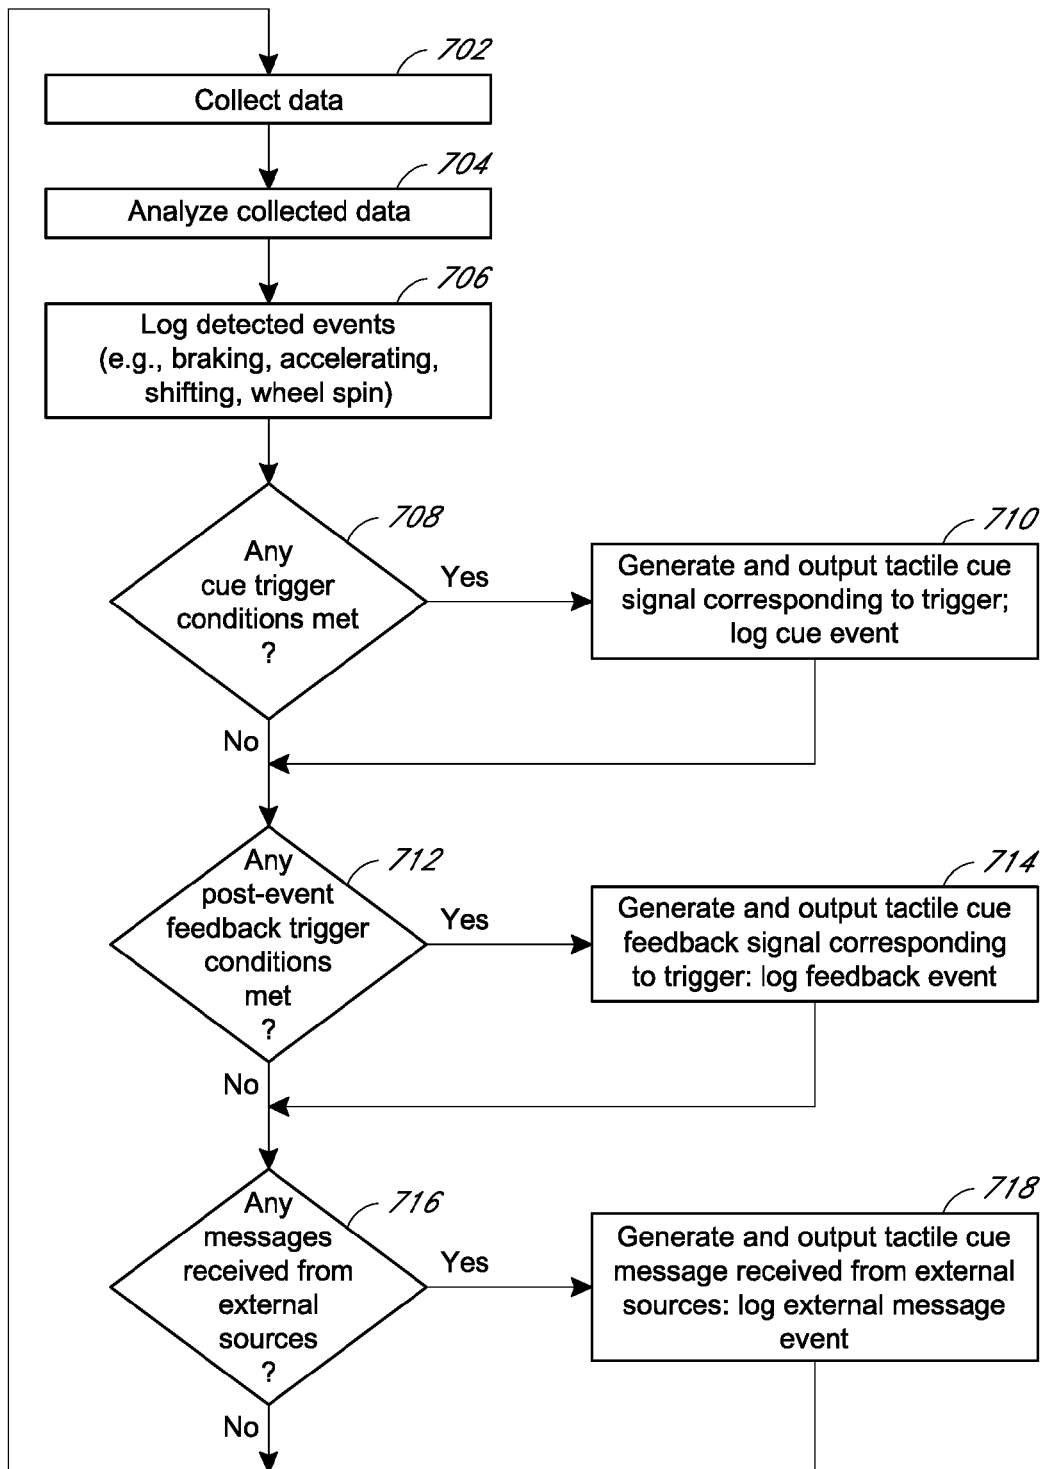 702
Collect data
704
Analyze collected data
706
Log detected events
(e.g., braking, accelerating,
shifting, wheel spin)
708
Any
cue trigger
conditions met
?
Yes
No
710
Generate and output tactile cue
signal corresponding to trigger;
log cue event
712
Any
post-event
feedback trigger
conditions
met
?
Yes
No
714
Generate and output tactile cue
feedback signal corresponding
to trigger: log feedback event
716
Any
messages
received from
external
sources
?
Yes
No
718
Generate and output tactile cue
message received from external
sources: log external message
event